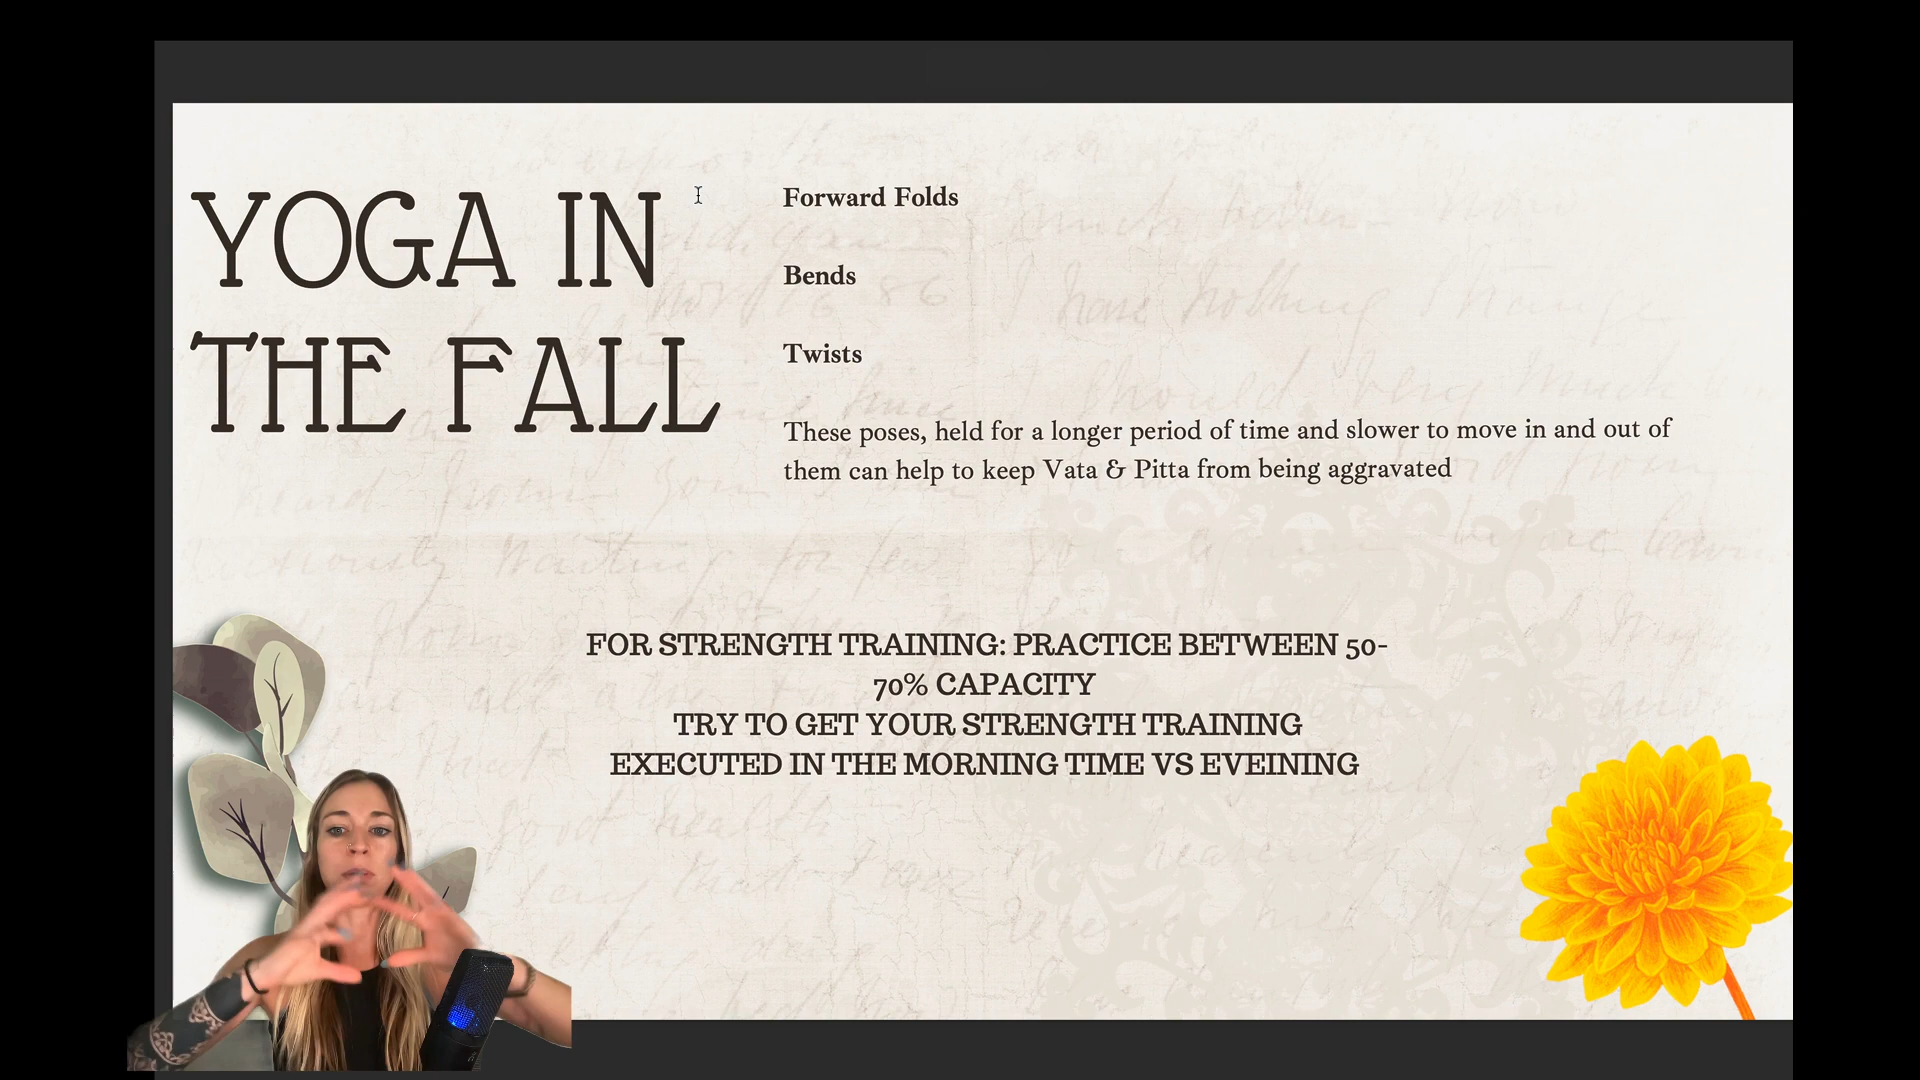 YOGA IN
THE FALL
Forward Folds
Bends
Twists
These poses, held for a longer period of time and slower to move in and out of
them can help to keep Vata & Pitta from being aggravated
FOR STRENGTH TRAINING: PRACTICE BETWEEN 50-
70% CAPACITY
TRY TO GET YOUR STRENGTH TRAINING
EXECUTED IN THE MORNING TIME VS EVEINING